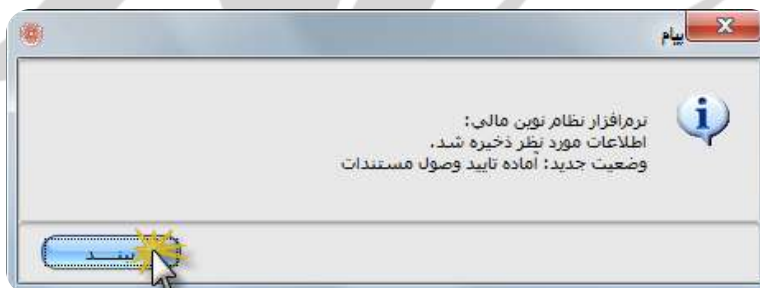 پیام
نرم‌افزار نظام نوین مالی:
اطلاعات مورد نظر ذخیره شد.
وضعیت جدید: آماده تایید وصول مستندات